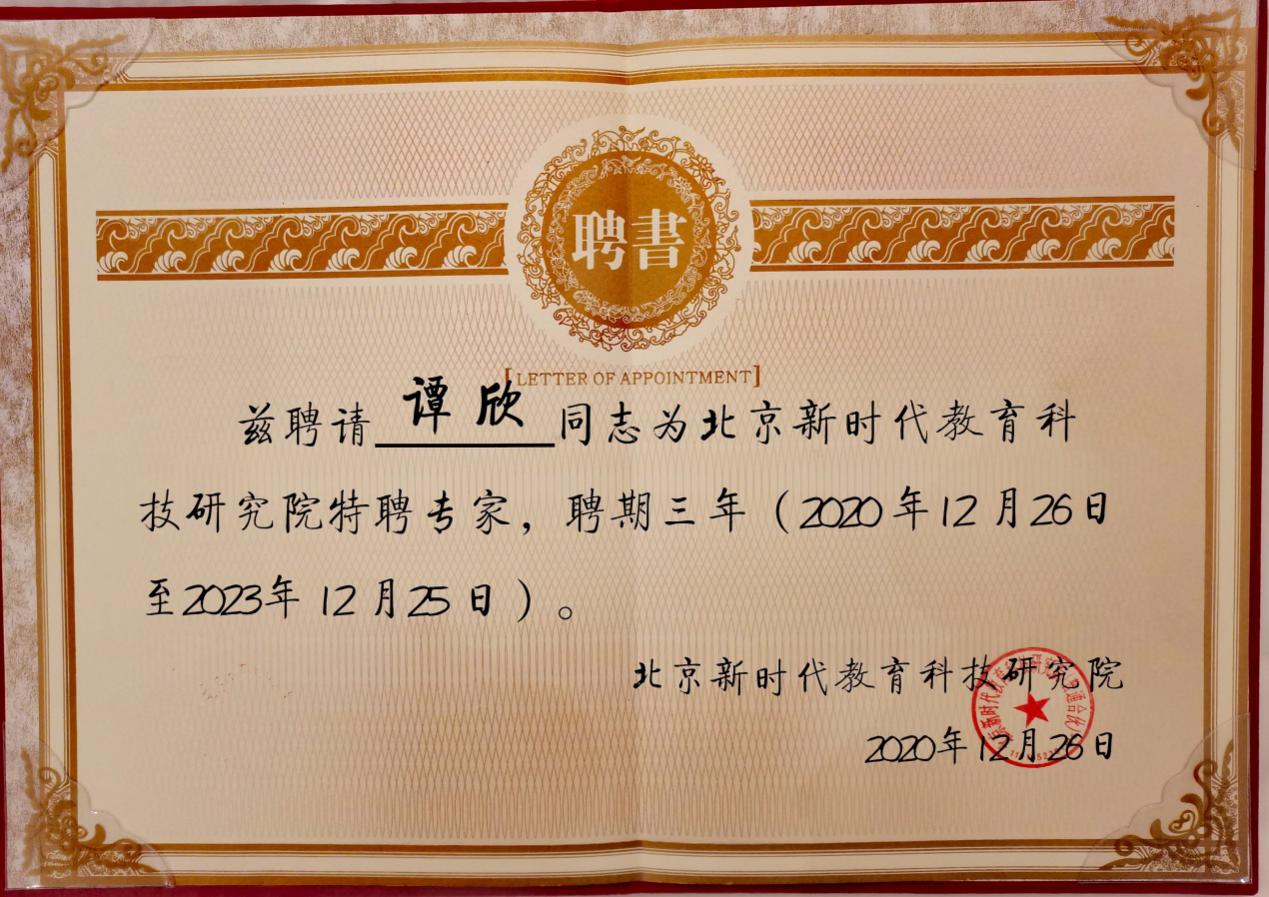 聘書
[LETTER OF APPOINTMENT]
兹聘请 谭欣 同志为北京新时代教育科
技研究院特聘专家，聘期三年（2020年12月26日
至2023年12月25日）。
北京新时代教育科技研究院
2020年12月26日